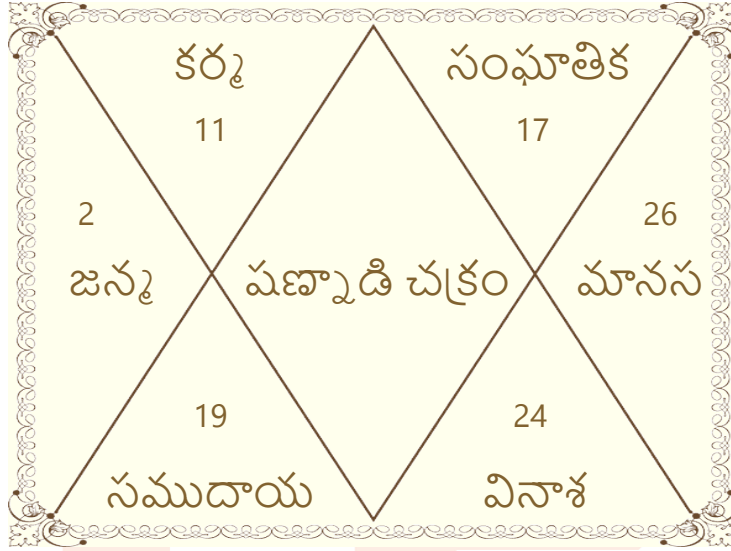 కర్మ
సంఘాతిక
11
17
2
26
జన్మ
షణ్నాడి చక్రం
మానస
19
24
సముదాయ
వినాశ